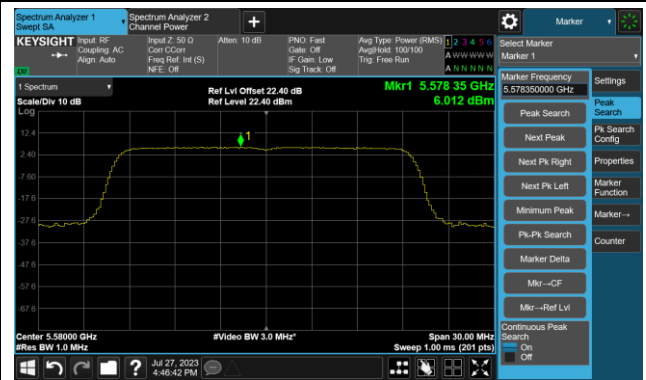 Spectrum Analyzer 1
Swept SA
Spectrum Analyzer 2
Channel Power
Marker
KEYSIGHT
Input: RF
Coupling: AC
Align: Auto
Input Z: 50 Ω
Corr CCorr
Freq Ref: Int (S)
NFE: Off
Atten: 10 dB
PNO: Fast
Gate: Off
IF Gain: Low
Sig Track: Off
Avg Type: Power (RMS)
Avg|Hold: 100/100
Trig: Free Run
1 2 3 4 5 6
A W W W W W
A N N N N N
Select Marker
Marker 1
1 Spectrum
Scale/Div 10 dB
Log
Ref Lvl Offset 22.40 dB
Ref Level 22.40 dBm
Mkr1 5.578 35 GHz
6.012 dBm
Marker Frequency
5.578350000 GHz
Peak Search
Next Peak
Next Pk Right
Next Pk Left
Minimum Peak
Pk-Pk Search
Marker Delta
Mkr→CF
Mkr→Ref Lvl
Continuous Peak
Search
On
Off
Settings
Peak
Search
Pk Search
Config
Properties
Marker
Function
Marker→
Counter
1
12.4
2.40
-7.60
-17.6
-27.6
-37.6
-47.6
-57.6
-67.6
Center 5.58000 GHz
#Res BW 1.0 MHz
#Video BW 3.0 MHz*
Span 30.00 MHz
Sweep 1.00 ms (201 pts)
?
Jul 27, 2023
4:46:42 PM